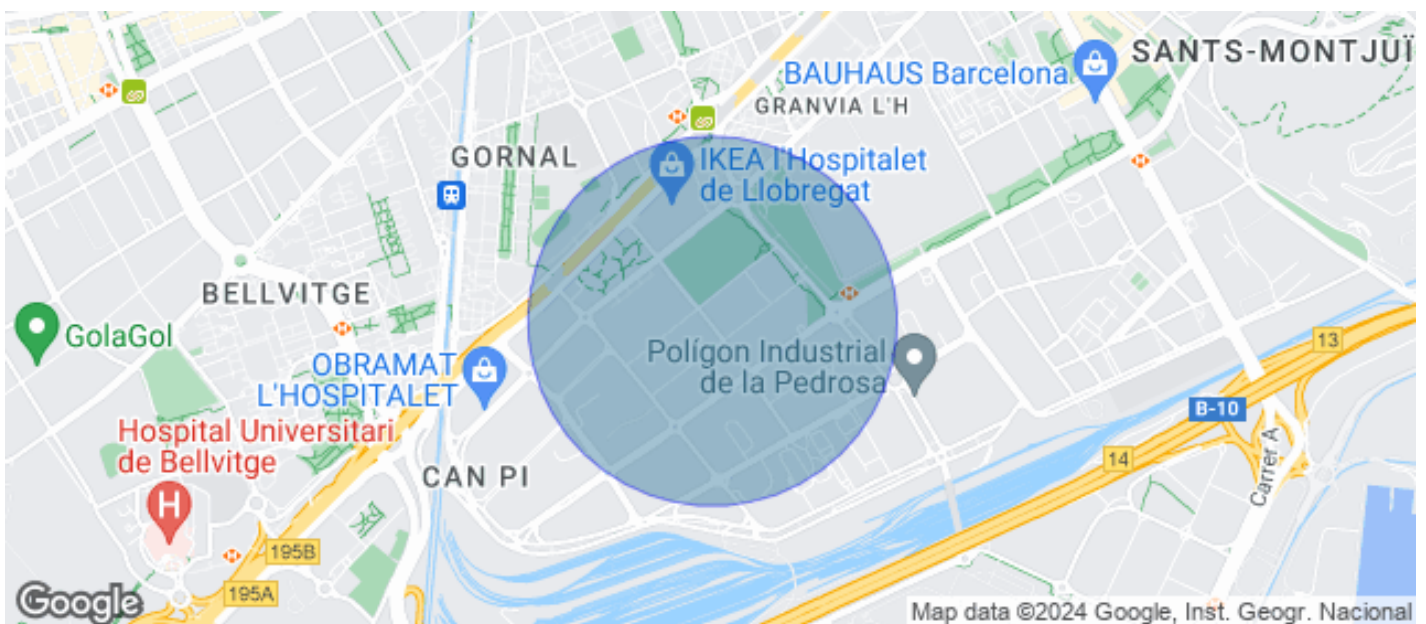 SANTS-MONTJUÏ
BAUHAUS Barcelona
GRANVIA L'H
GORNAL
IKEA l'Hospitalet
de Llobregat
BELLVITGE
GolaGol
OBRAMAT
L'HOSPITALET
Polígon Industrial
de la Pedrosa
13
B-10
Hospital Universitari
de Bellvitge
H
CAN PI
14
Carrer A
195B
195A
Google
Map data ©2024 Google, Inst. Geogr. Nacional